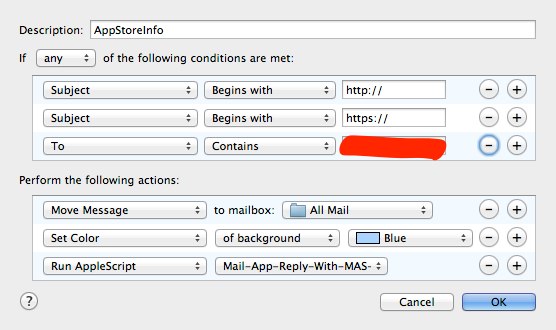 Description: AppStoreInfo
If any of the following conditions are met:
Subject Begins with http://
Subject Begins with https://
To Contains
Perform the following actions:
Move Message to mailbox: All Mail
Set Color of background Blue
Run AppleScript Mail-App-Reply-With-MAS-
? Cancel OK